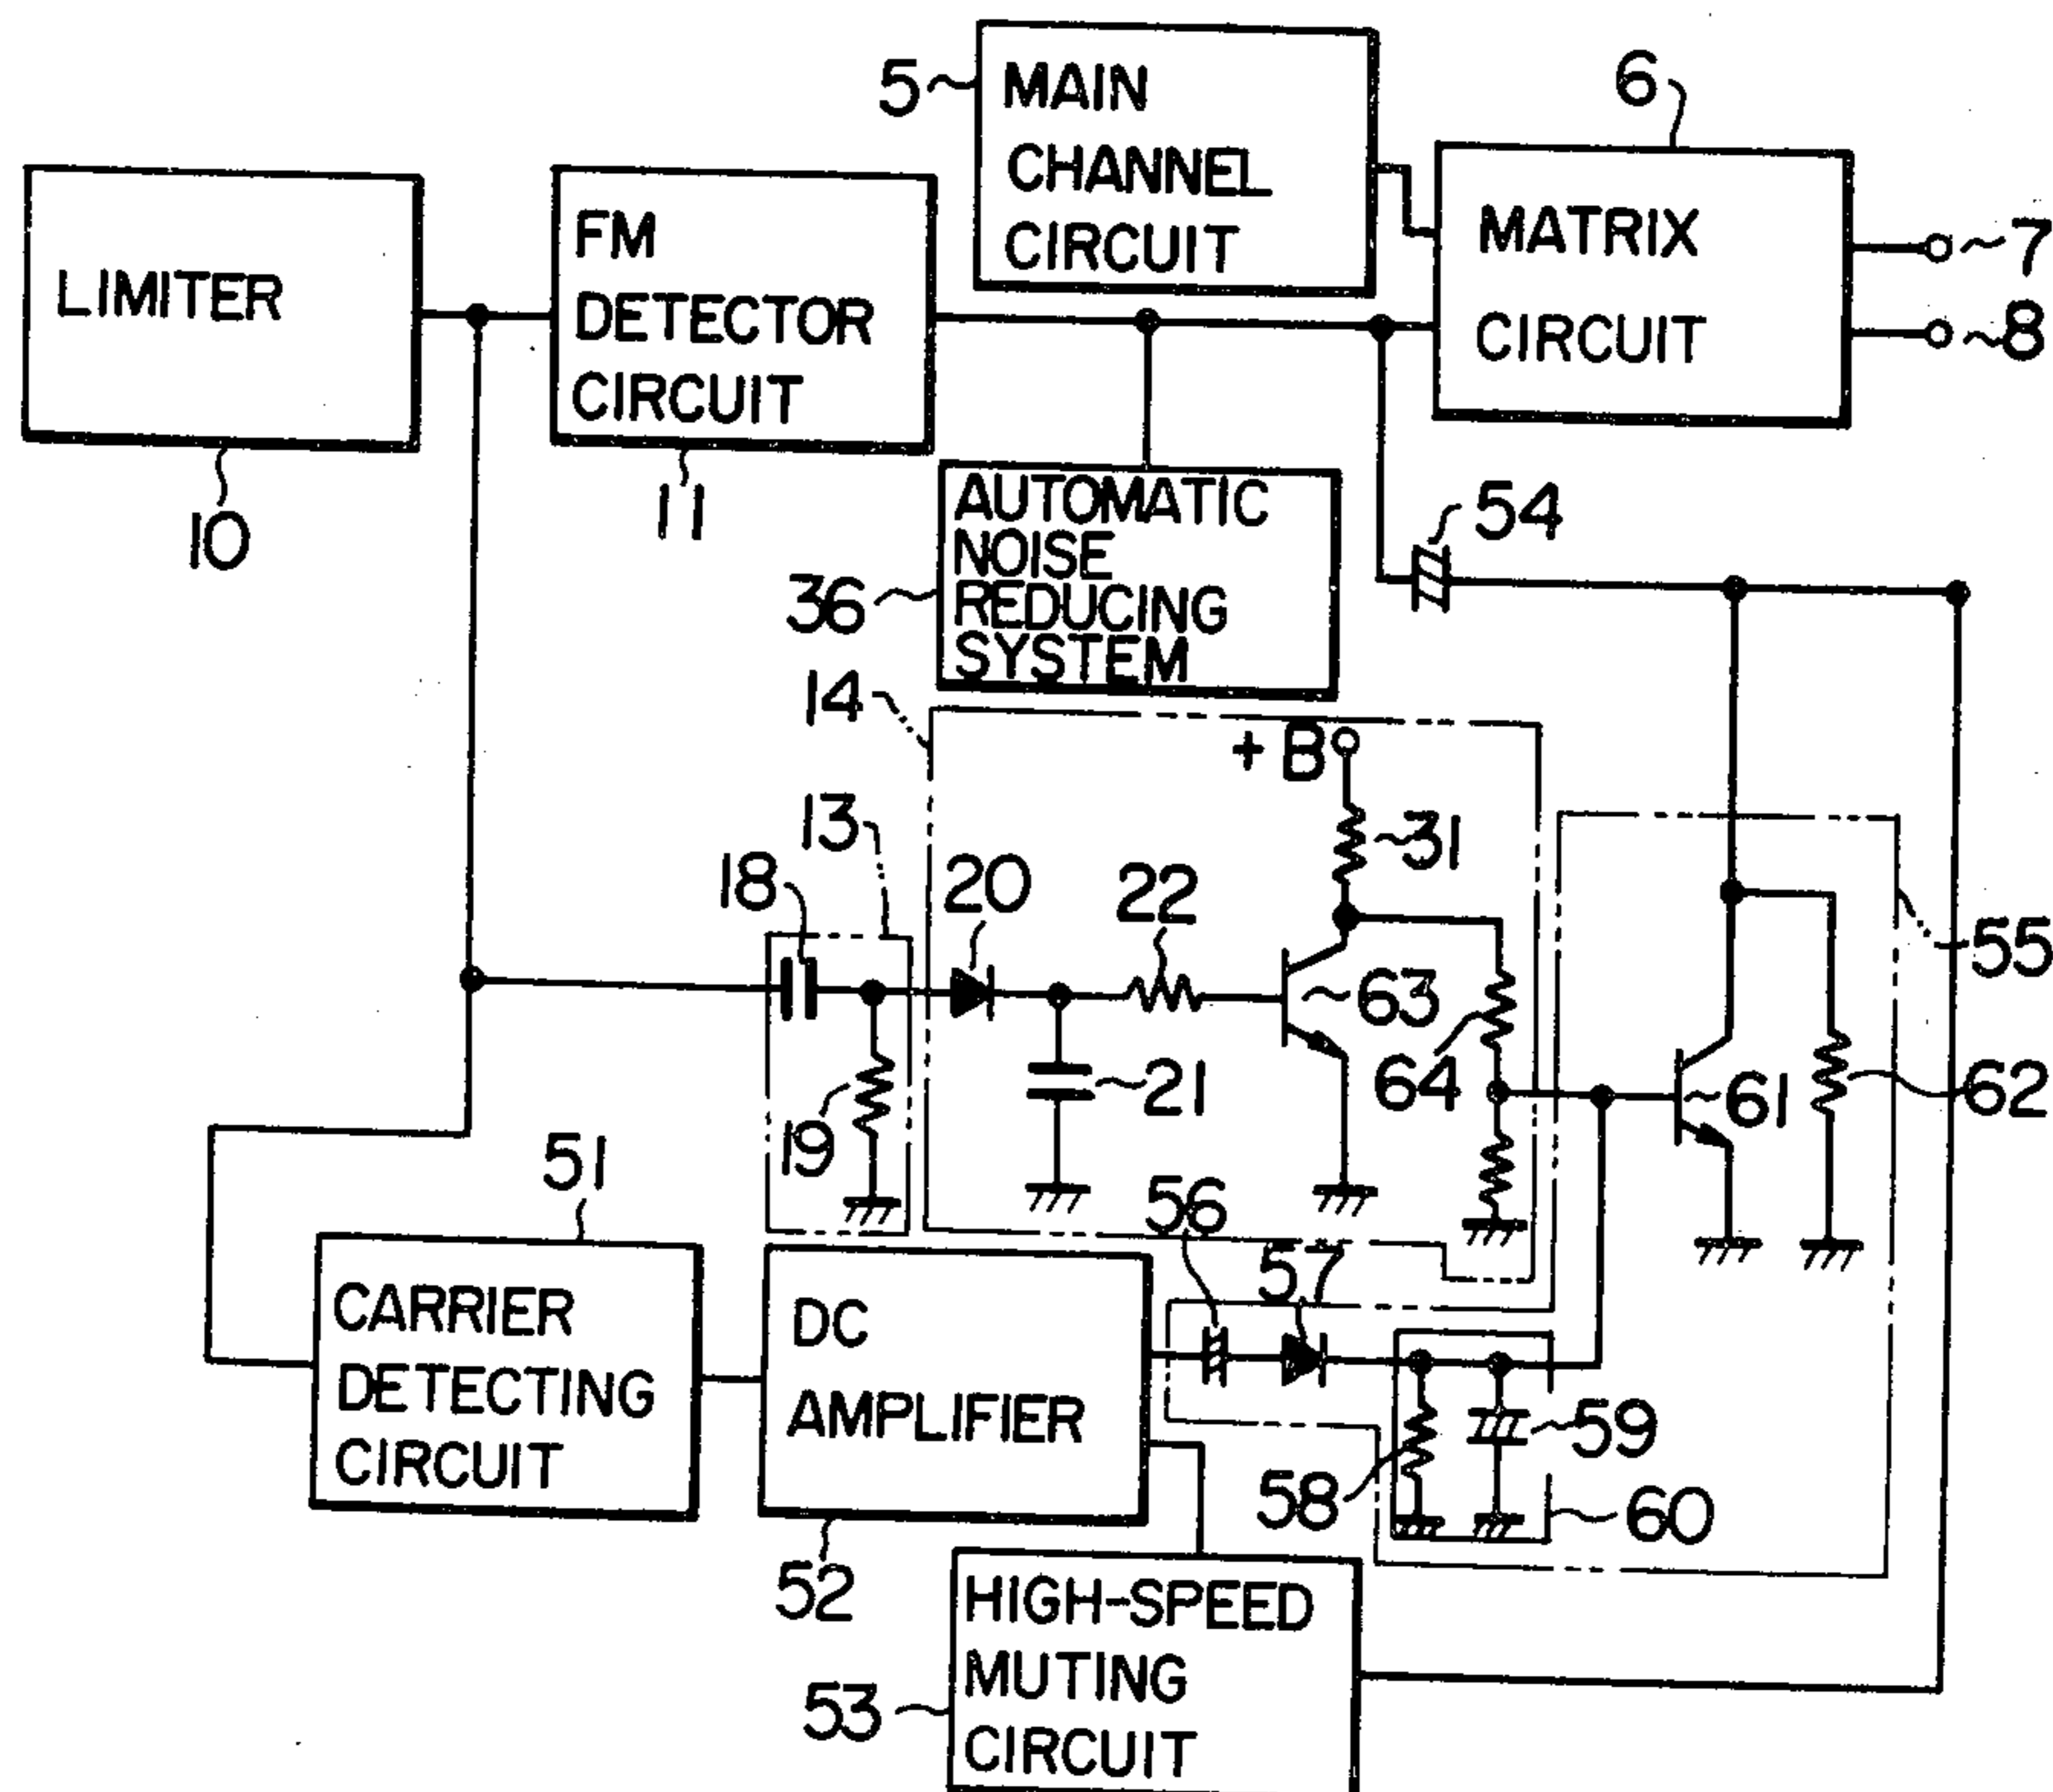 5
MAIN
CHANNEL
CIRCUIT
6
MATRIX
CIRCUIT
7
8
LIMITER
10
FM
DETECTOR
CIRCUIT
11
AUTOMATIC
NOISE
REDUCING
SYSTEM
36
54
14
+B
31
13
18
20
22
63
64
55
19
21
61
62
51
CARRIER
DETECTING
CIRCUIT
DC
AMPLIFIER
52
56
57
58
59
60
HIGH-SPEED
MUTING
CIRCUIT
53